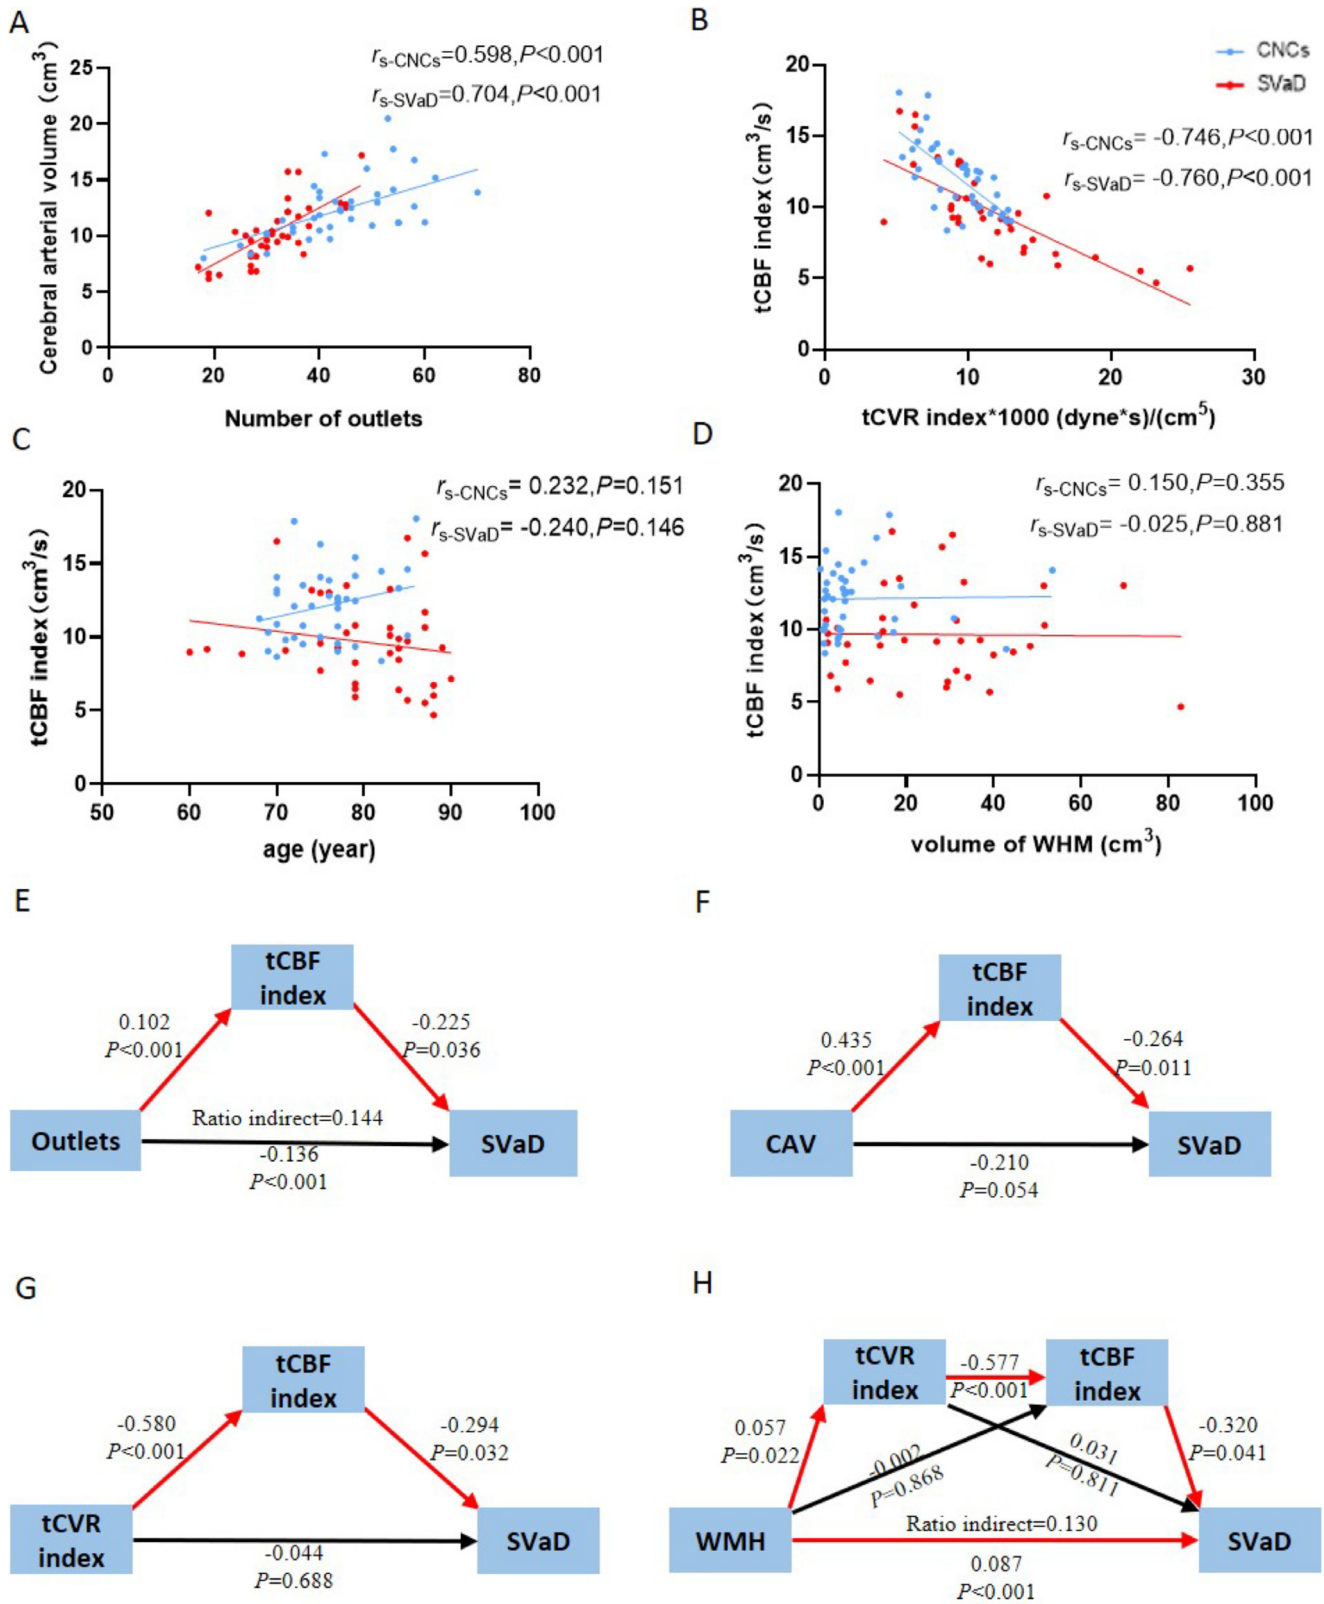 A
Cerebral arterial volume (cm³)
25
20
15
10
5
0
rs-CNCs=0.598,P<0.001
rs-SVaD=0.704,P<0.001
0 20 40 60 80
Number of outlets
B
CNCs
SVaD
tCBF index (cm³/s)
20
15
10
5
0
rs-CNCs= -0.746,P<0.001
rs-SVaD= -0.760,P<0.001
0 10 20 30
tCVR index*1000 (dyne*s)/(cm⁵)
C
tCBF index(cm³/s)
20
15
10
5
0
rs-CNCs= 0.232,P=0.151
rs-SVaD= -0.240,P=0.146
50 60 70 80 90 100
age (year)
D
tCBF index(cm³/s)
20
15
10
5
0
rs-CNCs= 0.150,P=0.355
rs-SVaD= -0.025,P=0.881
0 20 40 60 80 100
volume of WHM (cm³)
E
tCBF
index
0.102
P<0.001
-0.225
P=0.036
Ratio indirect=0.144
Outlets
SVaD
-0.136
P<0.001
F
tCBF
index
0.435
P<0.001
-0.264
P=0.011
CAV
SVaD
-0.210
P=0.054
G
tCBF
index
-0.580
P<0.001
-0.294
P=0.032
tCVR
index
SVaD
-0.044
P=0.688
H
tCVR
index
-0.577
P<0.001
tCBF
index
0.057
P=0.022
-0.002
P=0.868
0.031
P=0.811
-0.320
P=0.041
Ratio indirect=0.130
WMH
SVaD
0.087
P<0.001